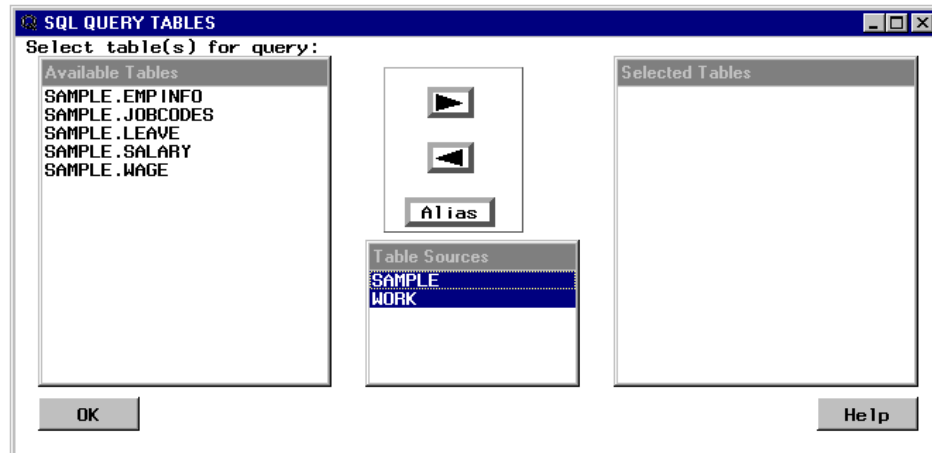 SQL QUERY TABLES
Select table(s) for query:
Available Tables
SAMPLE.EMPINFO
SAMPLE.JOBCODES
SAMPLE.LEAVE
SAMPLE.SALARY
SAMPLE.WAGE
Alias
Table Sources
SAMPLE
WORK
Selected Tables
OK
Help